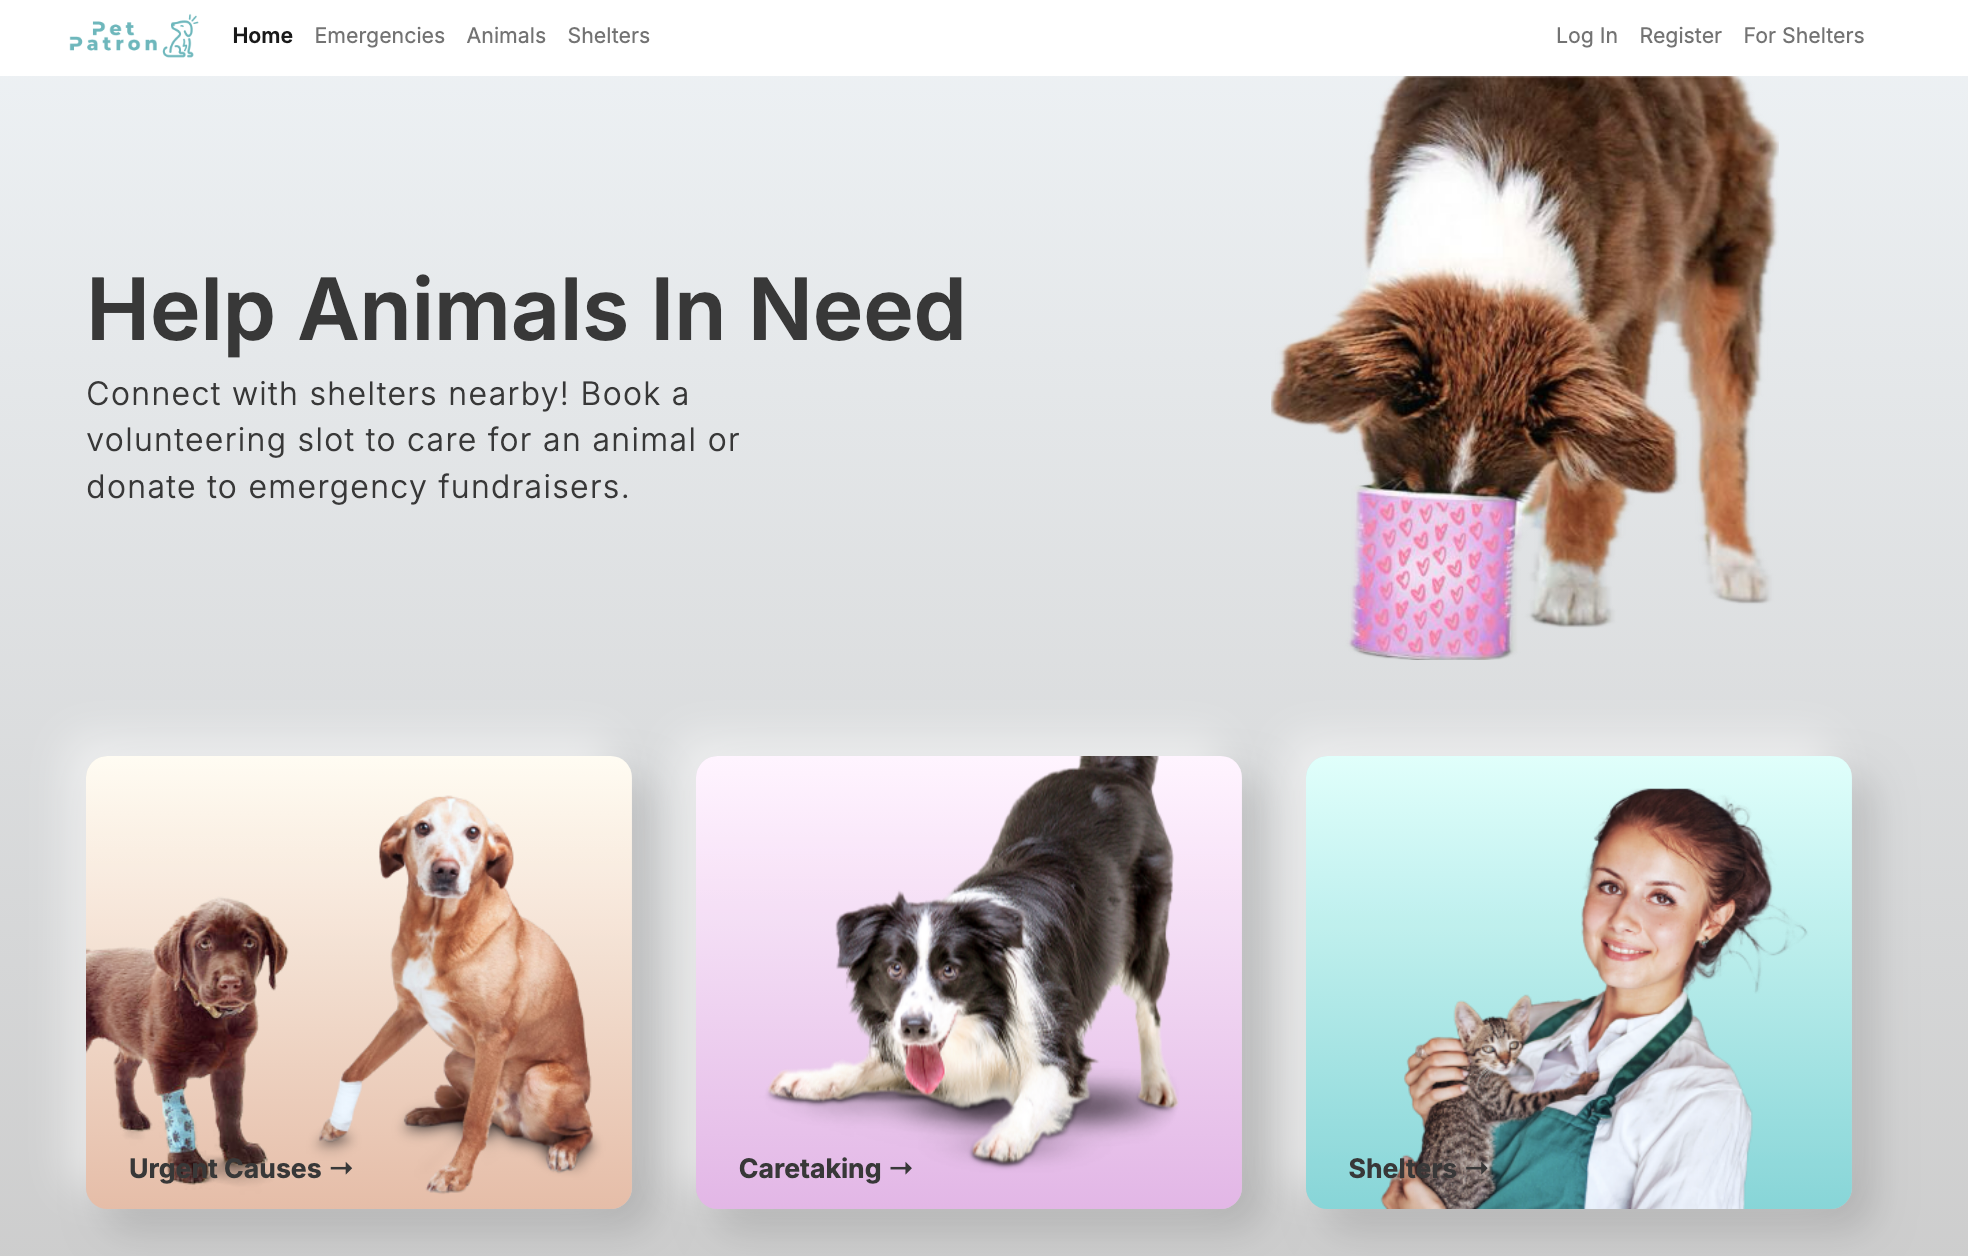 Pet
Patron
Home Emergencies Animals Shelters
Log In Register For Shelters
Help Animals In Need
Connect with shelters nearby! Book a
volunteering slot to care for an animal or
donate to emergency fundraisers.
Urgent Causes →
Caretaking →
Shelters →